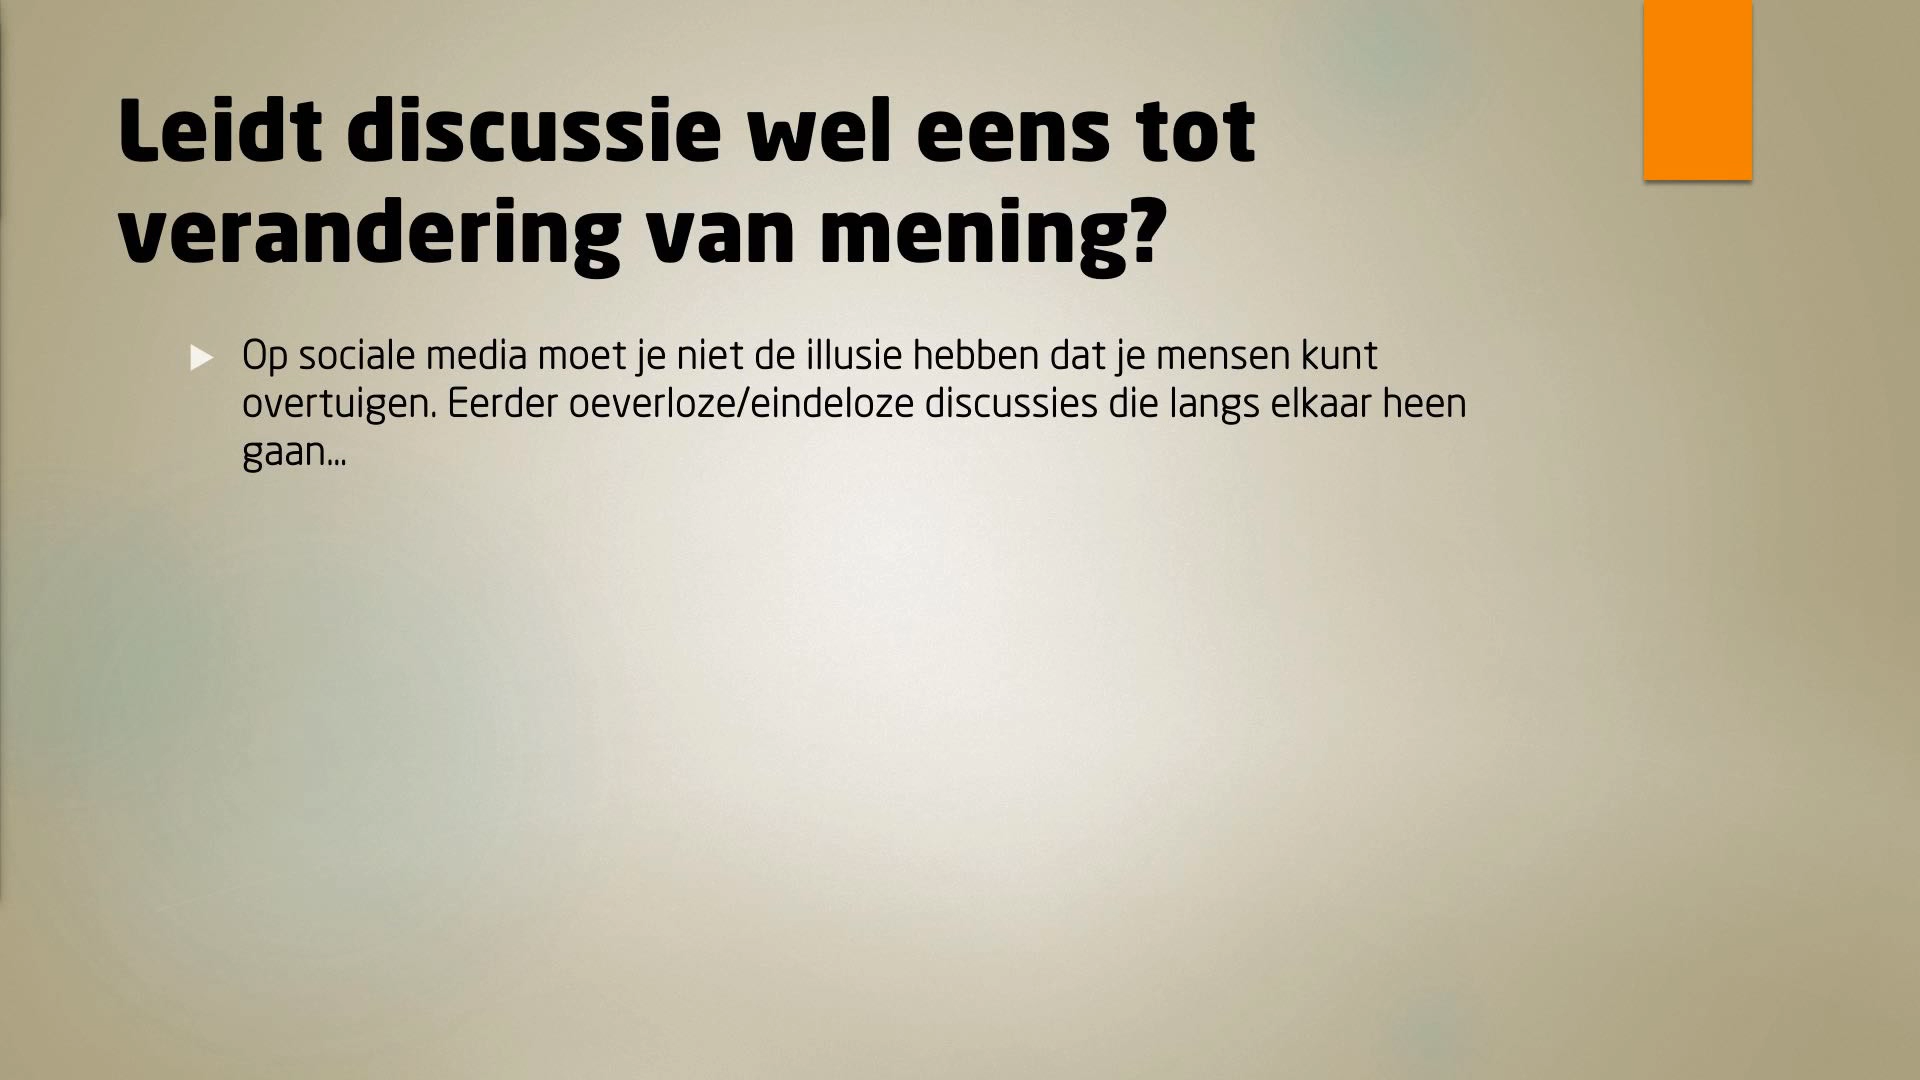 Leidt discussie wel eens tot
verandering van mening?
Op sociale media moet je niet de illusie hebben dat je mensen kunt
overtuigen. Eerder oeverloze/eindeloze discussies die langs elkaar heen
gaan...